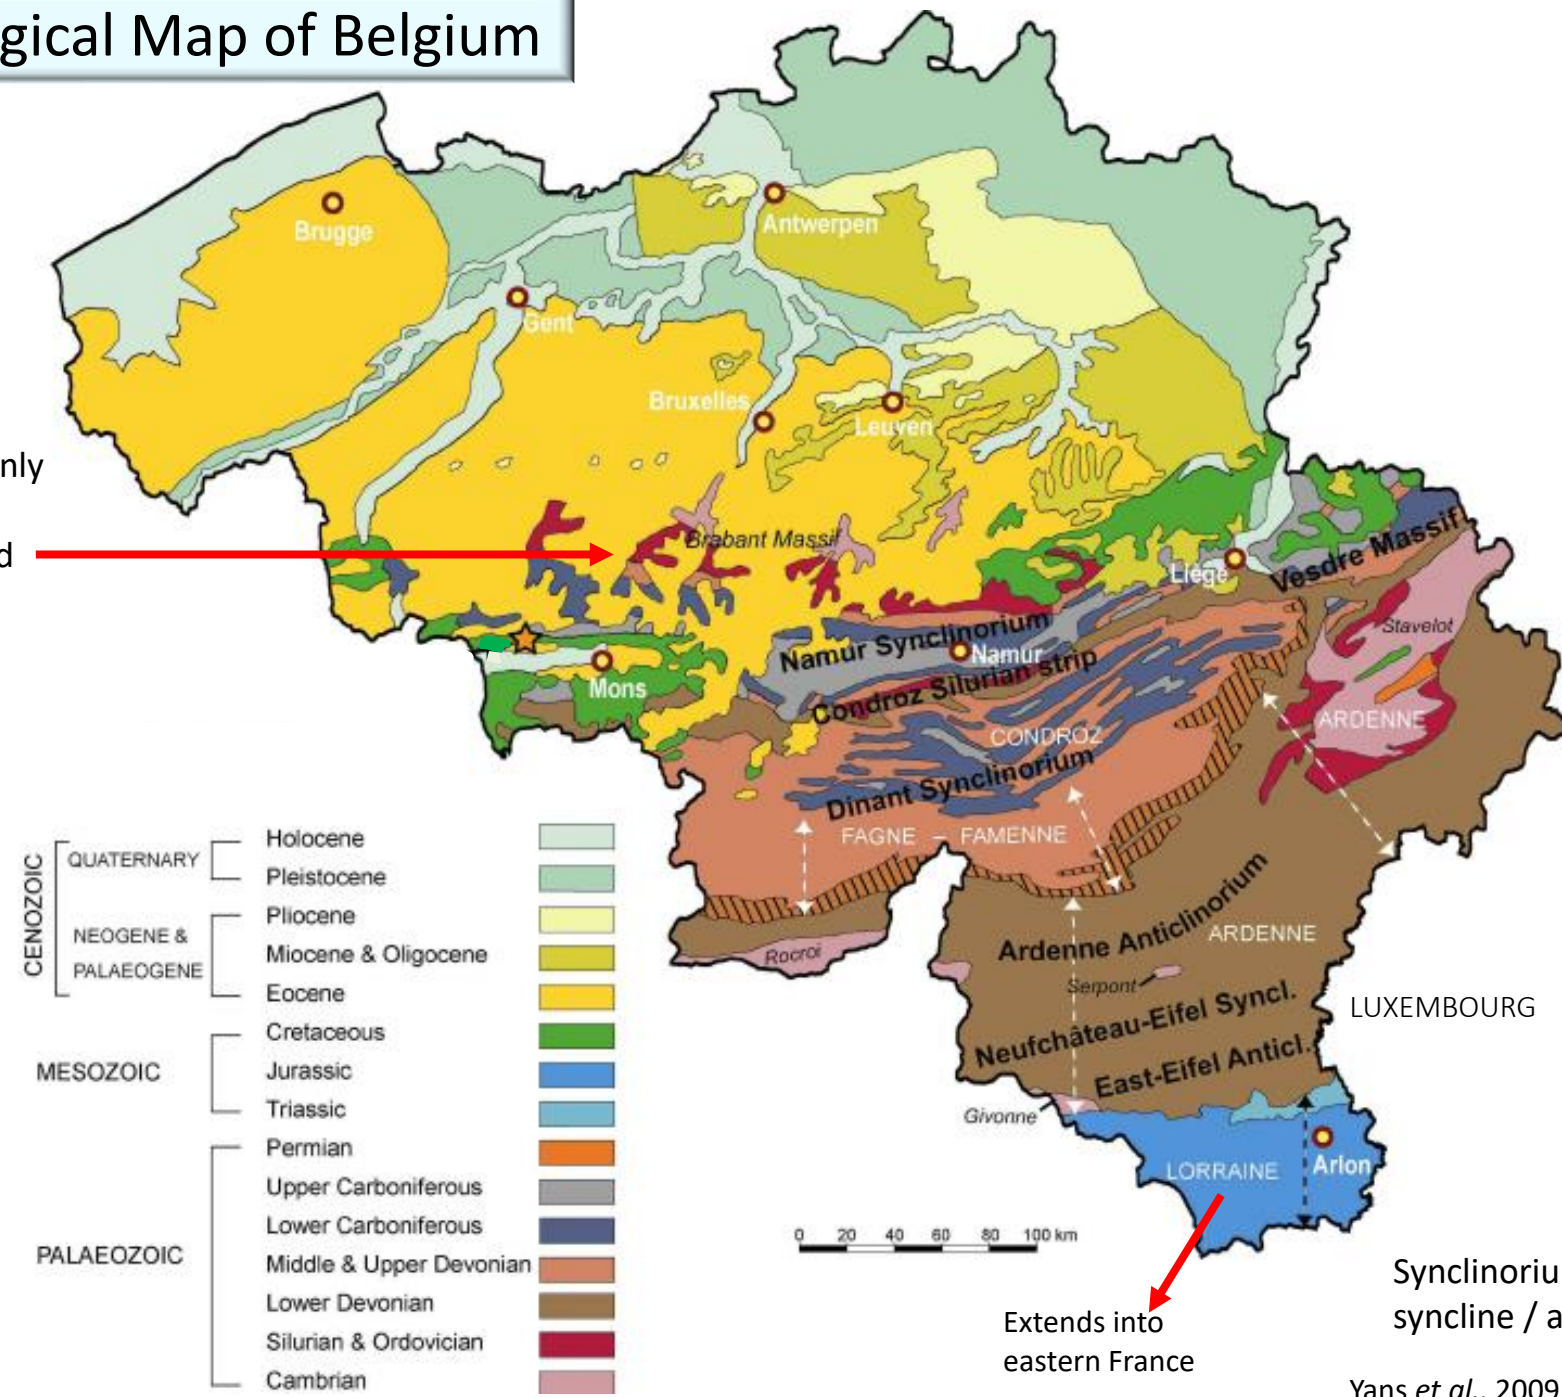 gical Map of Belgium
Brugge
Antwerpen
Gent
Bruxelles
Leuven
nly
d
Brabant Massif
Liège
Vesdre Massif
Stavelot
Namur Synclinorium
Namur
Condroz Silurian strip
Mons
ARDENNE
CONDROZ
Dinant Synclinorium
FAGNE – FAMENNE
Ardenne Anticlinorium
ARDENNE
Rocroi
Serpont
Neufchâteau-Eifel Syncl.
LUXEMBOURG
East-Eifel Anticl.
Givonne
LORRAINE
Arlon
CENOZOIC
QUATERNARY
Holocene
Pleistocene
NEOGENE &
PALAEOGENE
Pliocene
Miocene & Oligocene
Eocene
MESOZOIC
Cretaceous
Jurassic
Triassic
PALAEOZOIC
Permian
Upper Carboniferous
Lower Carboniferous
Middle & Upper Devonian
Lower Devonian
Silurian & Ordovician
Cambrian
0 20 40 60 80 100 km
Extends into
eastern France
Synclinoriu
syncline / a
Yans et al., 2009